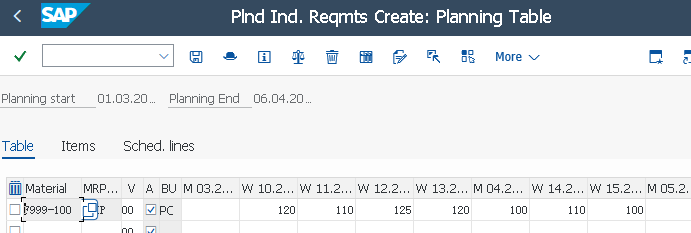 SAP Plnd Ind. Reqmts Create: Planning Table
More
Planning start 01.03.20... Planning End 06.04.20...
Table Items Sched. lines
Material MRP... V A BU M 03.2... W 10.2... W 11.2... W 12.2... W 13.2... M 04.2... W 14.2... W 15.2... M 05.2
F999-100 P 00 PC 120 110 125 120 100 110 100
00